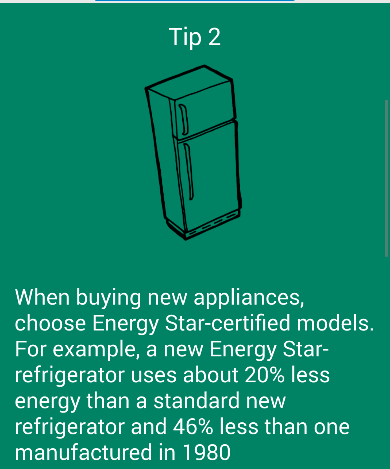 Tip 2
When buying new appliances,
choose Energy Star-certified models.
For example, a new Energy Star-
refrigerator uses about 20% less
energy than a standard new
refrigerator and 46% less than one
manufactured in 1980